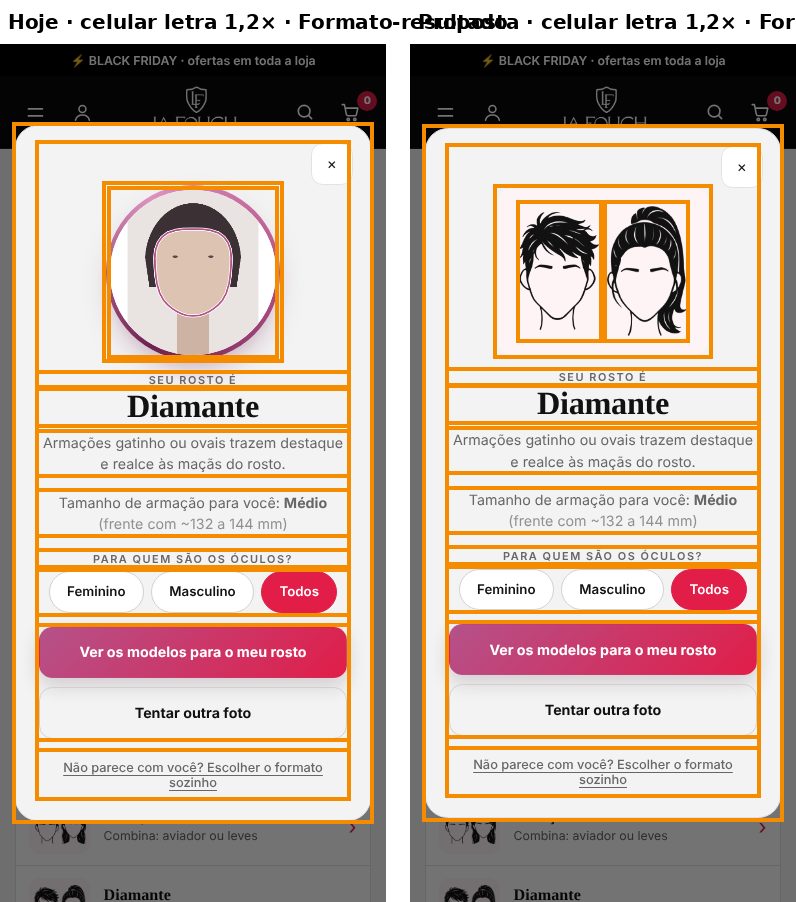 Hoje · celular letra 1,2× · Formato-resultado
Proposta · celular letra 1,2× · For
⚡ BLACK FRIDAY · ofertas em toda a loja
0
×
SEU ROSTO É
Diamante
Armações gatinho ou ovais trazem destaque
e realce às maçãs do rosto.
Tamanho de armação para você: Médio
(frente com ~132 a 144 mm)
PARA QUEM SÃO OS ÓCULOS?
Feminino Masculino Todos
Ver os modelos para o meu rosto
Tentar outra foto
Não parece com você? Escolher o formato
sozinho
Combina: aviador ou leves
Diamante
⚡ BLACK FRIDAY · ofertas em toda a loja
0
×
SEU ROSTO É
Diamante
Armações gatinho ou ovais trazem destaque
e realce às maçãs do rosto.
Tamanho de armação para você: Médio
(frente com ~132 a 144 mm)
PARA QUEM SÃO OS ÓCULOS?
Feminino Masculino Todos
Ver os modelos para o meu rosto
Tentar outra foto
Não parece com você? Escolher o formato
sozinho
Combina: aviador ou leves
Diamante